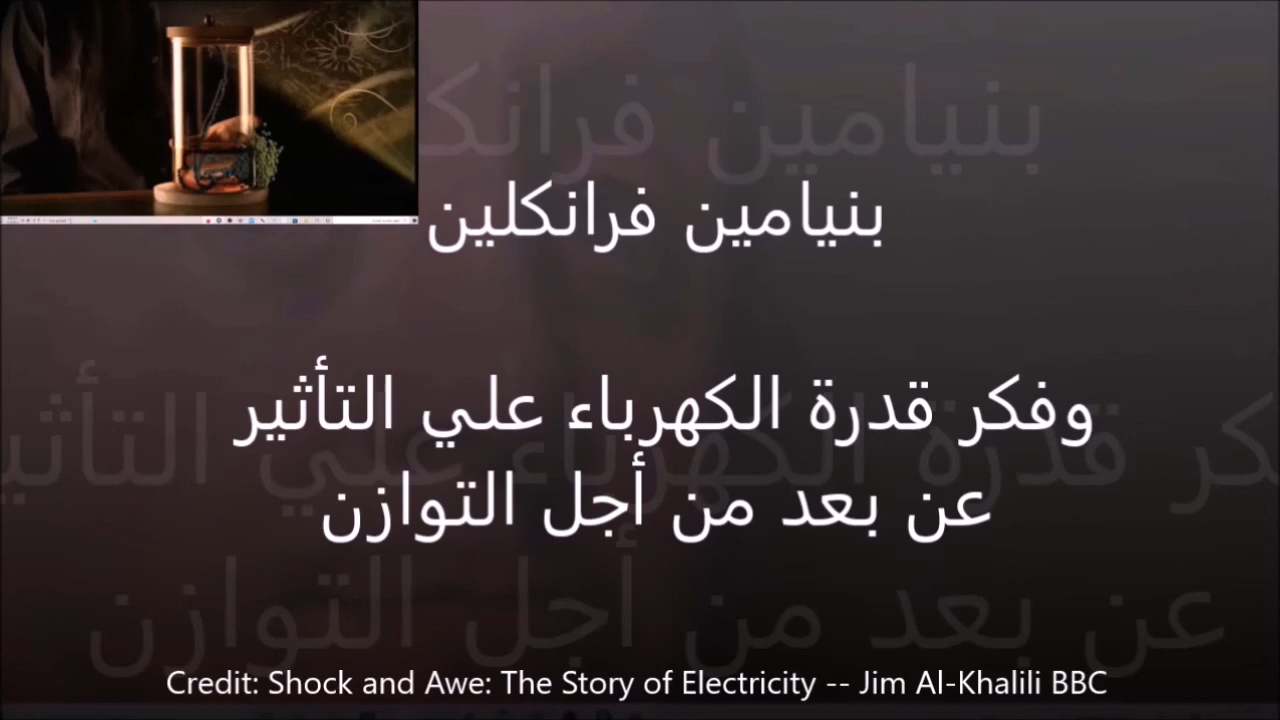 بنيامين فرانكلين
وفكر قدرة الكهرباء علي التأثير
عن بعد من أجل التوازن
Credit: Shock and Awe: The Story of Electricity -- Jim Al-Khalili BBC